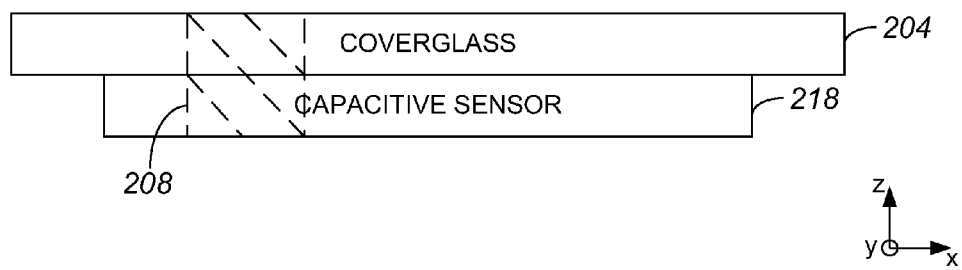 COVERGLASS
204
CAPACITIVE SENSOR
218
208
z
y
x